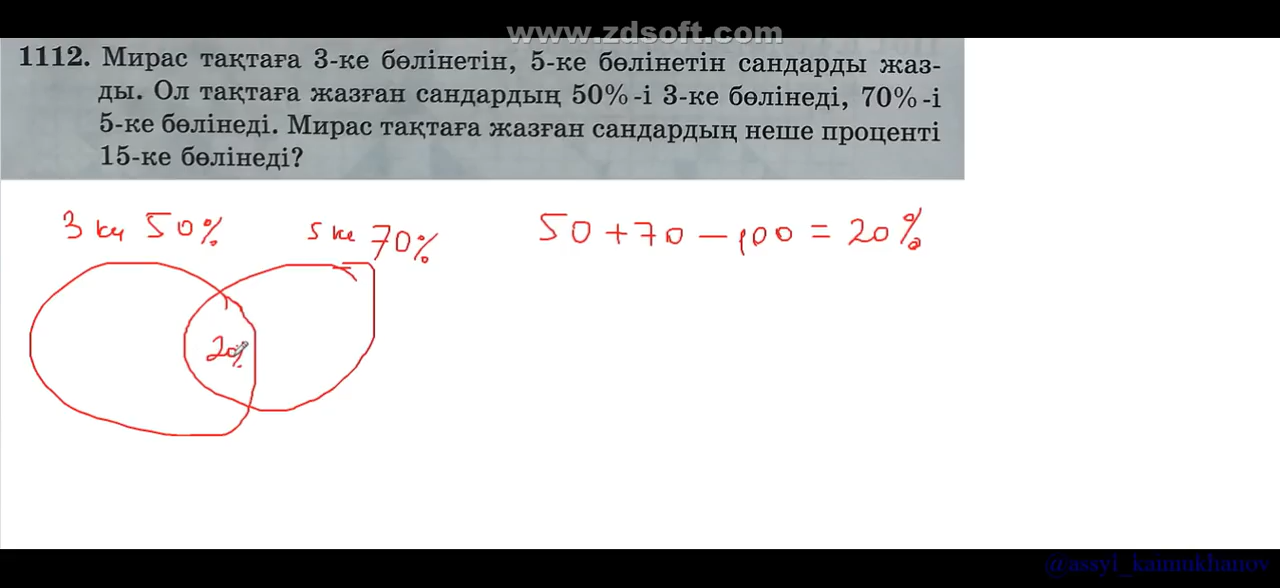 www.zdsoft.com
1112. Мирас тақтаға 3-ке бөлінетін, 5-ке бөлінетін сандарды жаз-
ды. Ол тақтаға жазған сандардың 50%-і 3-ке бөлінеді, 70%-і
5-ке бөлінеді. Мирас тақтаға жазған сандардың неше проценті
15-ке бөлінеді?
3 ке 50% 5 ке 70% 50 + 70 - 100 = 20%
20%
@assyl_kaimukhanov